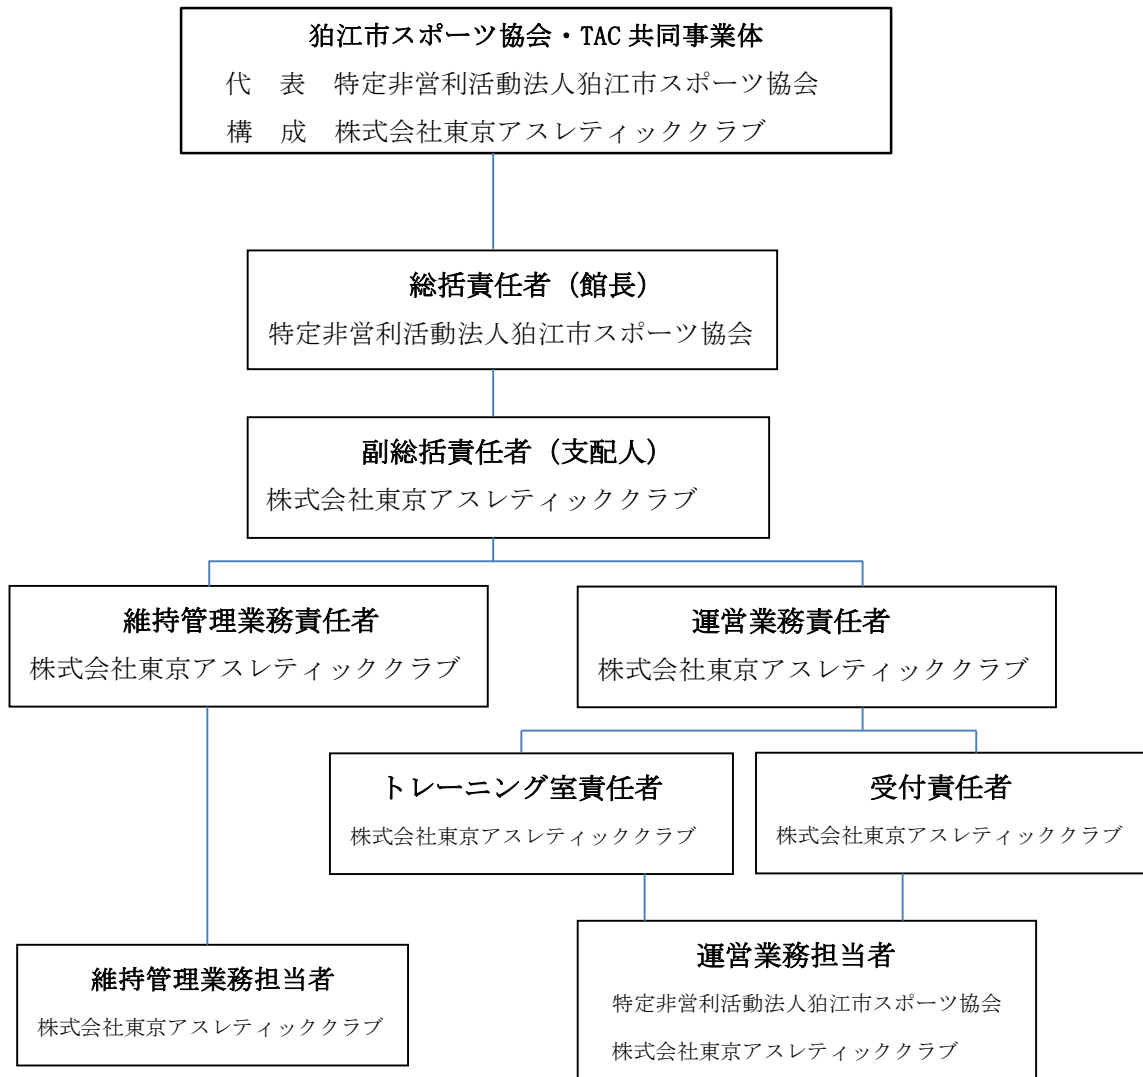 狛江市スポーツ協会・TAC 共同事業体
代　表　特定非営利活動法人狛江市スポーツ協会
構　成　株式会社東京アスレティッククラブ
総括責任者（館長）
特定非営利活動法人狛江市スポーツ協会
副総括責任者（支配人）
株式会社東京アスレティッククラブ
維持管理業務責任者
株式会社東京アスレティッククラブ
運営業務責任者
株式会社東京アスレティッククラブ
トレーニング室責任者
株式会社東京アスレティッククラブ
受付責任者
株式会社東京アスレティッククラブ
維持管理業務担当者
株式会社東京アスレティッククラブ
運営業務担当者
特定非営利活動法人狛江市スポーツ協会
株式会社東京アスレティッククラブ